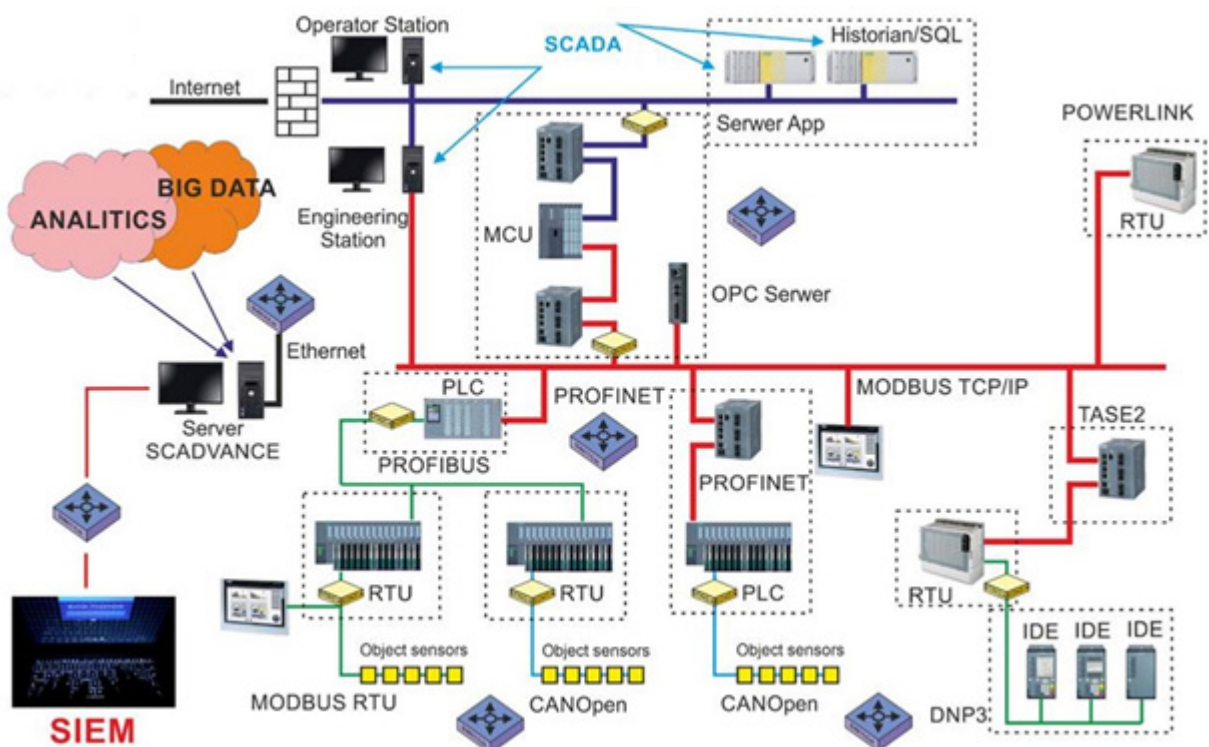 Operator Station
SCADA
Historian/SQL
Internet
Serwer App
POWERLINK
BIG DATA
ANALITICS
Engineering
Station
MCU
RTU
OPC Serwer
Ethernet
PLC
PROFINET
MODBUS TCP/IP
Server
SCADVANCE
PROFIBUS
TASE2
PROFINET
RTU
RTU
PLC
RTU
IDE
IDE
IDE
Object sensors
Object sensors
Object sensors
MODBUS RTU
CANOpen
CANOpen
DNP3
SIEM